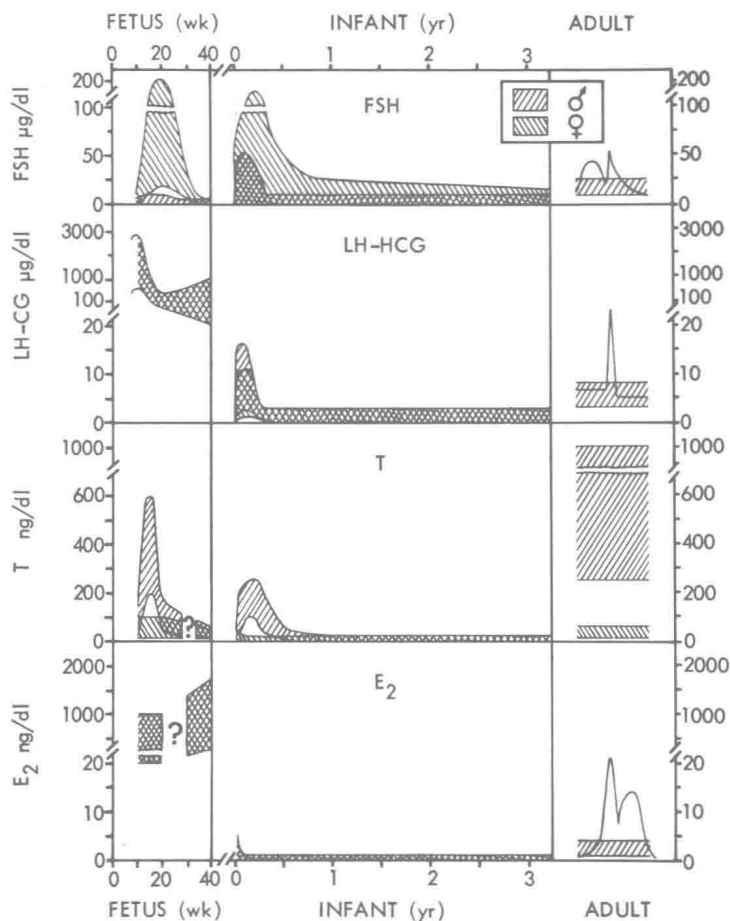 FETUS (wk) INFANT (yr) ADULT
0 20 40 0 1 2 3
200 100 50 25 0
FSH µg/dl
FSH
♂
♀
200 100 50 25 0
3000 1000 100 20 10 0
LH-CG µg/dl
LH-HCG
3000 1000 100 20 15 10 5 0
1000 600 400 200 0
T ng/dl
T
?
1000 600 400 200 0
2000 1000 20 10 0
E2 ng/dl
E2
?
2000 1000 20 10 0
0 20 40 0 1 2 3
FETUS (wk) INFANT (yr) ADULT